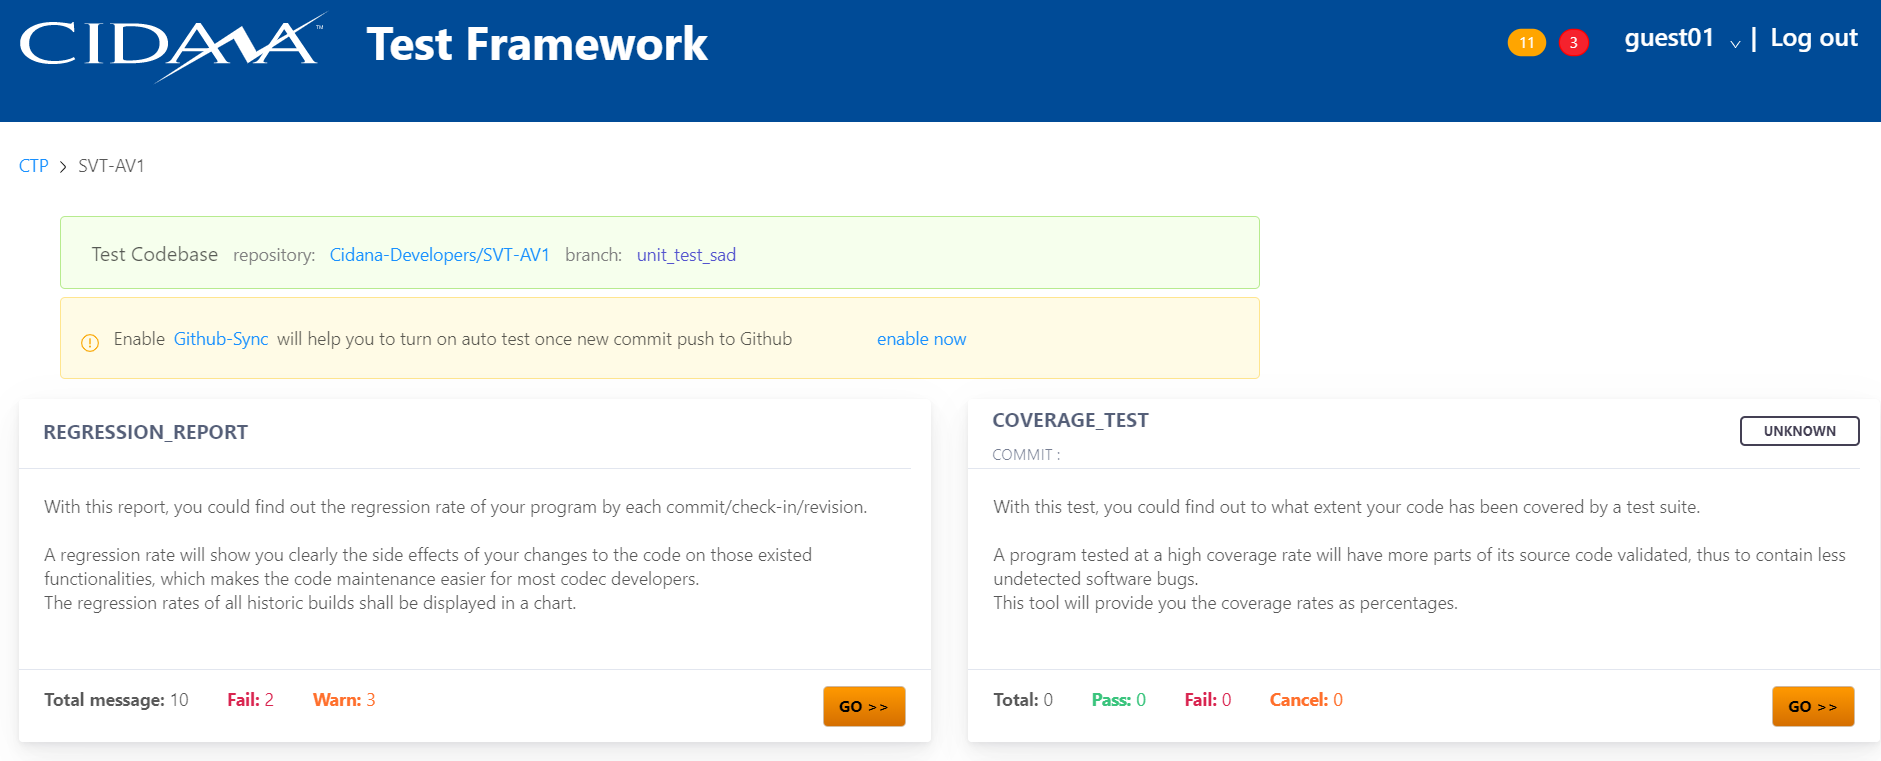 CIDANA™ Test Framework 11 3 guest01 | Log out
CTP > SVT-AV1
Test Codebase repository: Cidana-Developers/SVT-AV1 branch: unit_test_sad
Enable Github-Sync will help you to turn on auto test once new commit push to Github enable now
REGRESSION_REPORT
With this report, you could find out the regression rate of your program by each commit/check-in/revision.
A regression rate will show you clearly the side effects of your changes to the code on those existed
functionalities, which makes the code maintenance easier for most codec developers.
The regression rates of all historic builds shall be displayed in a chart.
Total message: 10 Fail: 2 Warn: 3 GO >>
COVERAGE_TEST
UNKNOWN
COMMIT :
With this test, you could find out to what extent your code has been covered by a test suite.
A program tested at a high coverage rate will have more parts of its source code validated, thus to contain less
undetected software bugs.
This tool will provide you the coverage rates as percentages.
Total: 0 Pass: 0 Fail: 0 Cancel: 0 GO >>